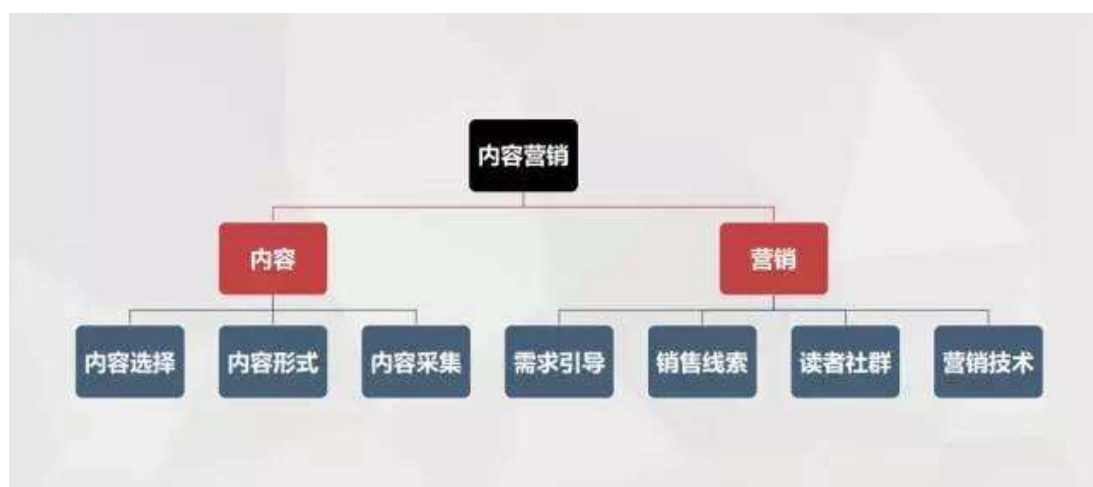 内容营销
内容
营销
内容选择
内容形式
内容采集
需求引导
销售线索
读者社群
营销技术